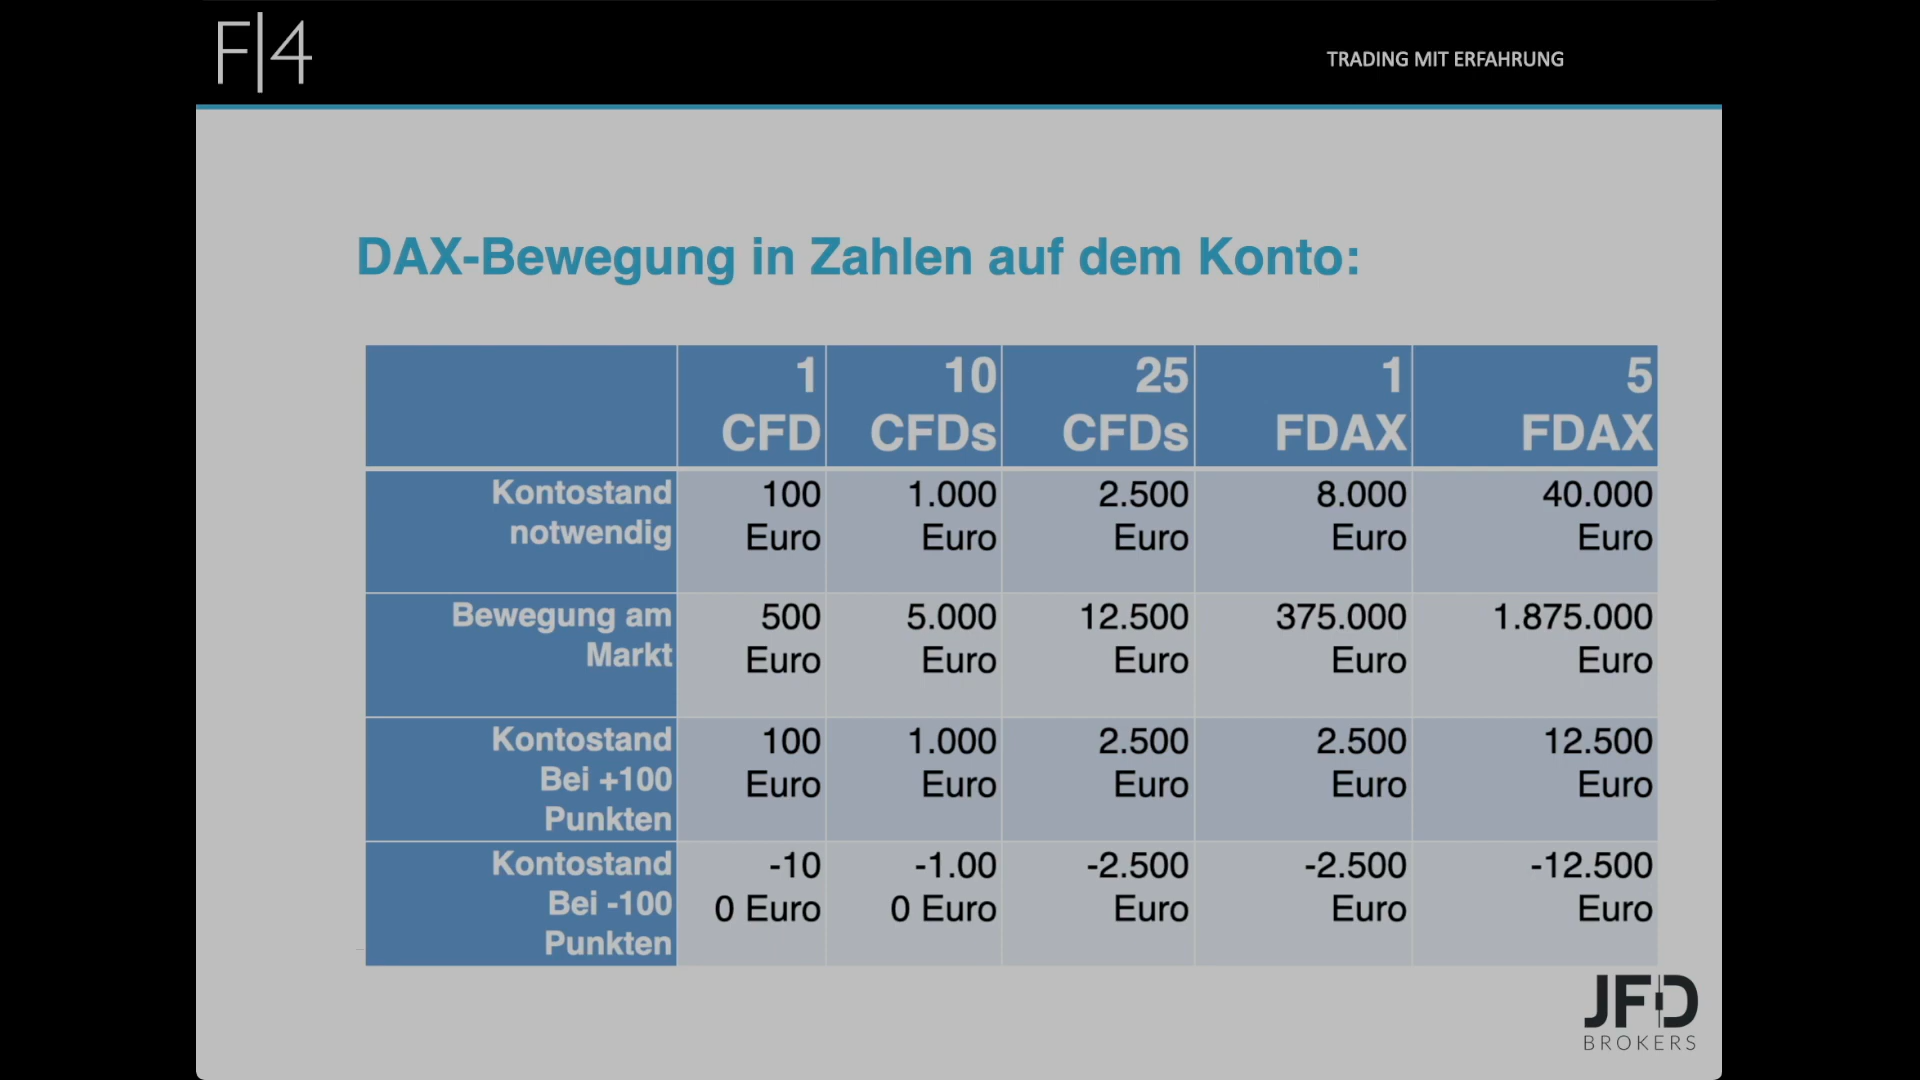 F|4
TRADING MIT ERFAHRUNG
DAX-Bewegung in Zahlen auf dem Konto:
1 10 25 1 5
CFD CFDs CFDs FDAX FDAX
Kontostand 100 1.000 2.500 8.000 40.000
notwendig Euro Euro Euro Euro Euro
Bewegung am 500 5.000 12.500 375.000 1.875.000
Markt Euro Euro Euro Euro Euro
Kontostand 100 1.000 2.500 2.500 12.500
Bei +100 Euro Euro Euro Euro Euro
Punkten
Kontostand -10 -1.00 -2.500 -2.500 -12.500
Bei -100 0 Euro 0 Euro Euro Euro Euro
Punkten
JFD
BROKERS